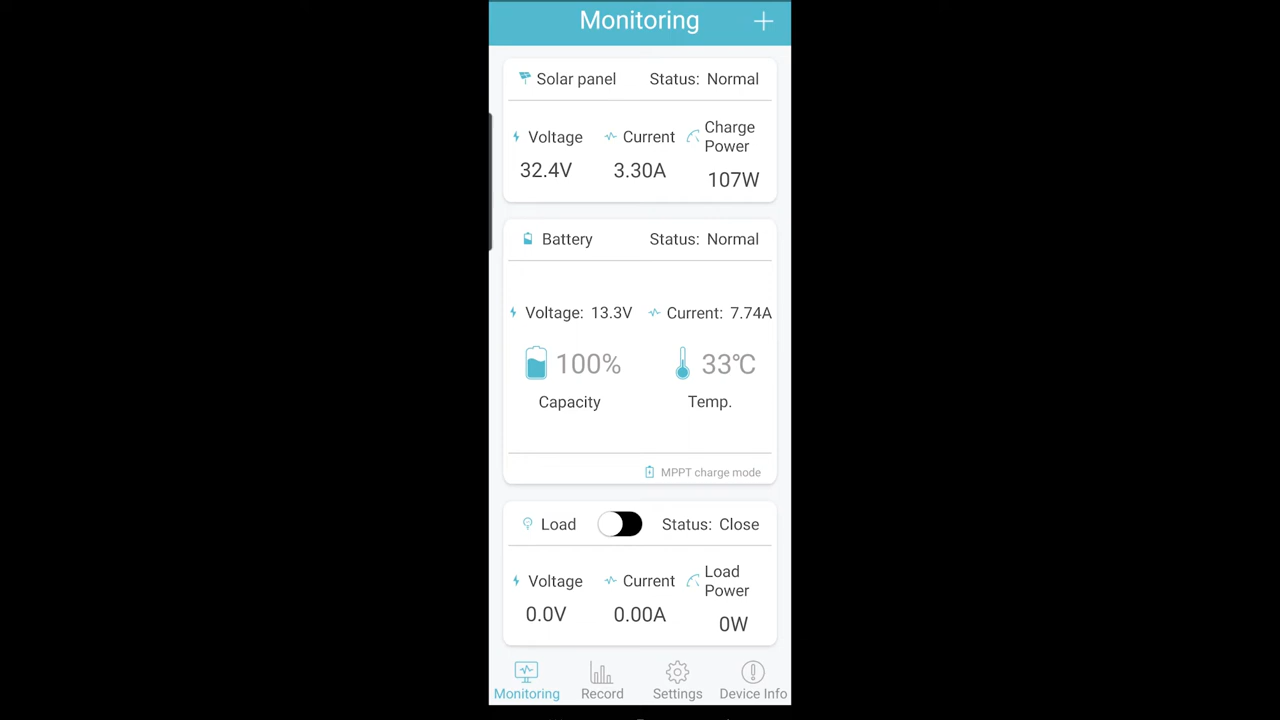 Monitoring
Solar panel Status: Normal
Voltage Current Charge Power
32.4V 3.30A 107W
Battery Status: Normal
Voltage: 13.3V Current: 7.74A
100% 33℃
Capacity Temp.
MPPT charge mode
Load Status: Close
Voltage Current Load Power
0.0V 0.00A 0W
Monitoring Record Settings Device Info